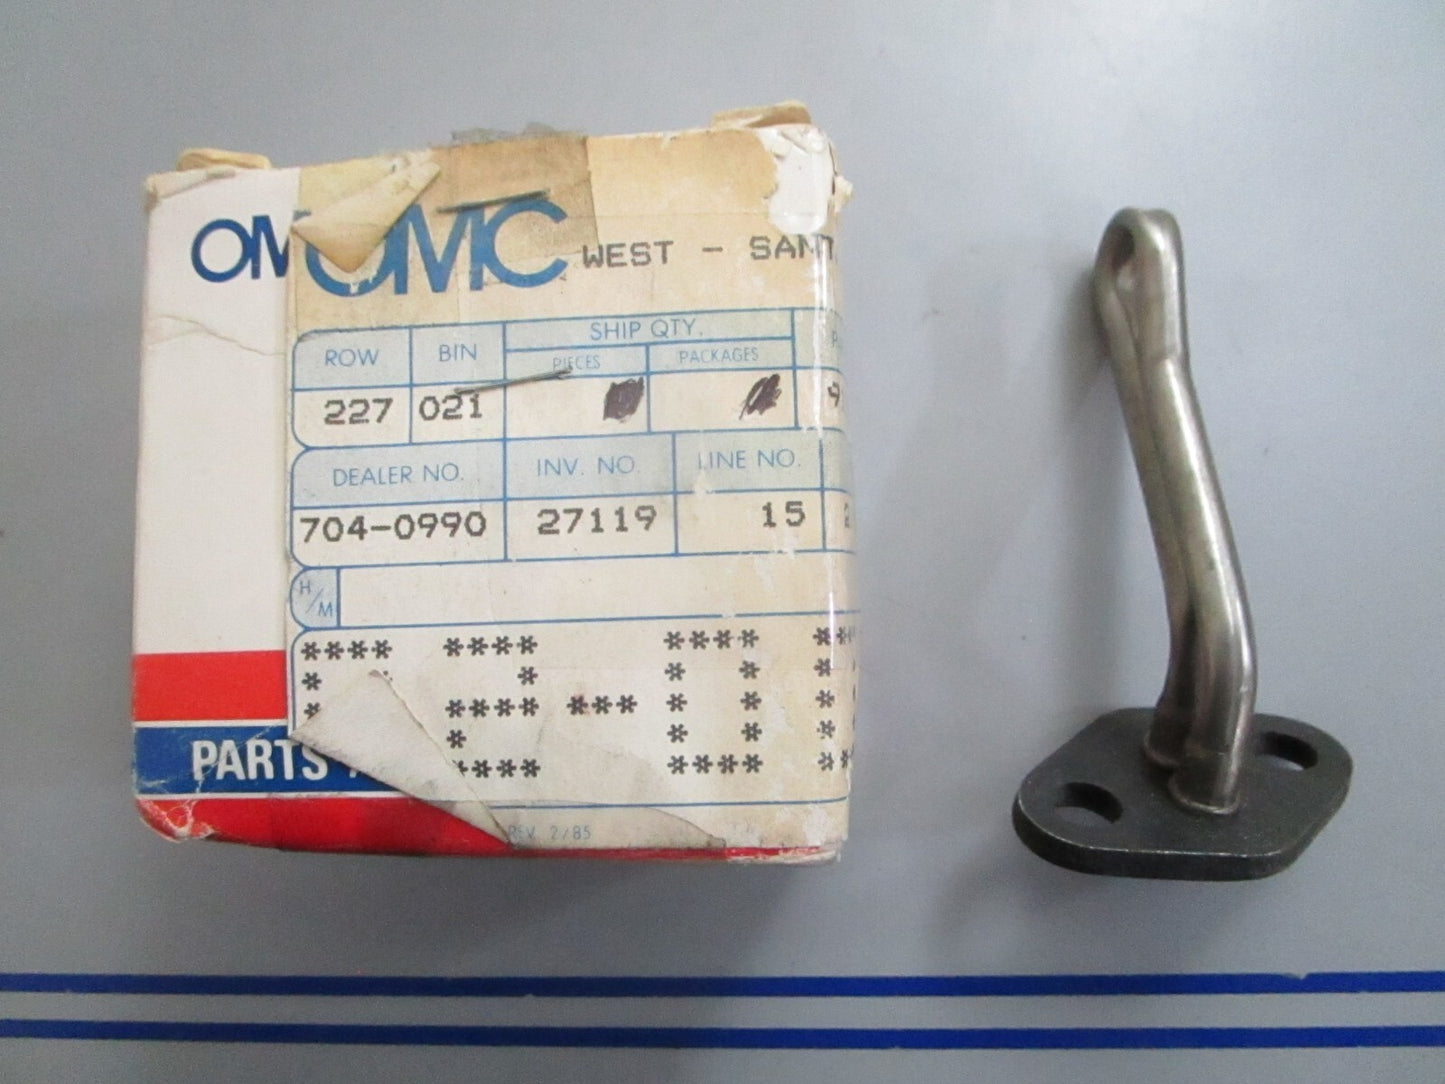 OMC WEST - SANT
SHIP QTY.
ROW BIN PIECES PACKAGES
227 021
DEALER NO. INV. NO. LINE NO.
704-0990 27119 15
H/M
PARTS
REV. 2/85